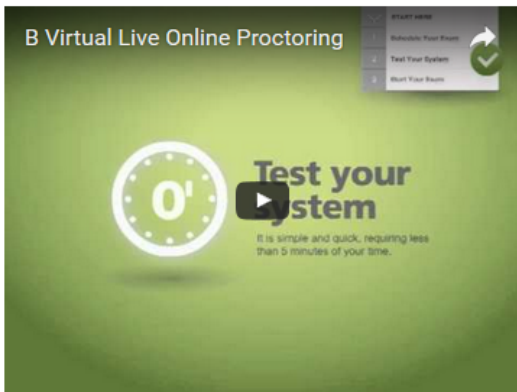 B Virtual Live Online Proctoring
START HERE
Schedule Your Exam
Test Your System
Start Your Exam
0'
Test your
system
It is simple and quick, requiring less
than 5 minutes of your time.